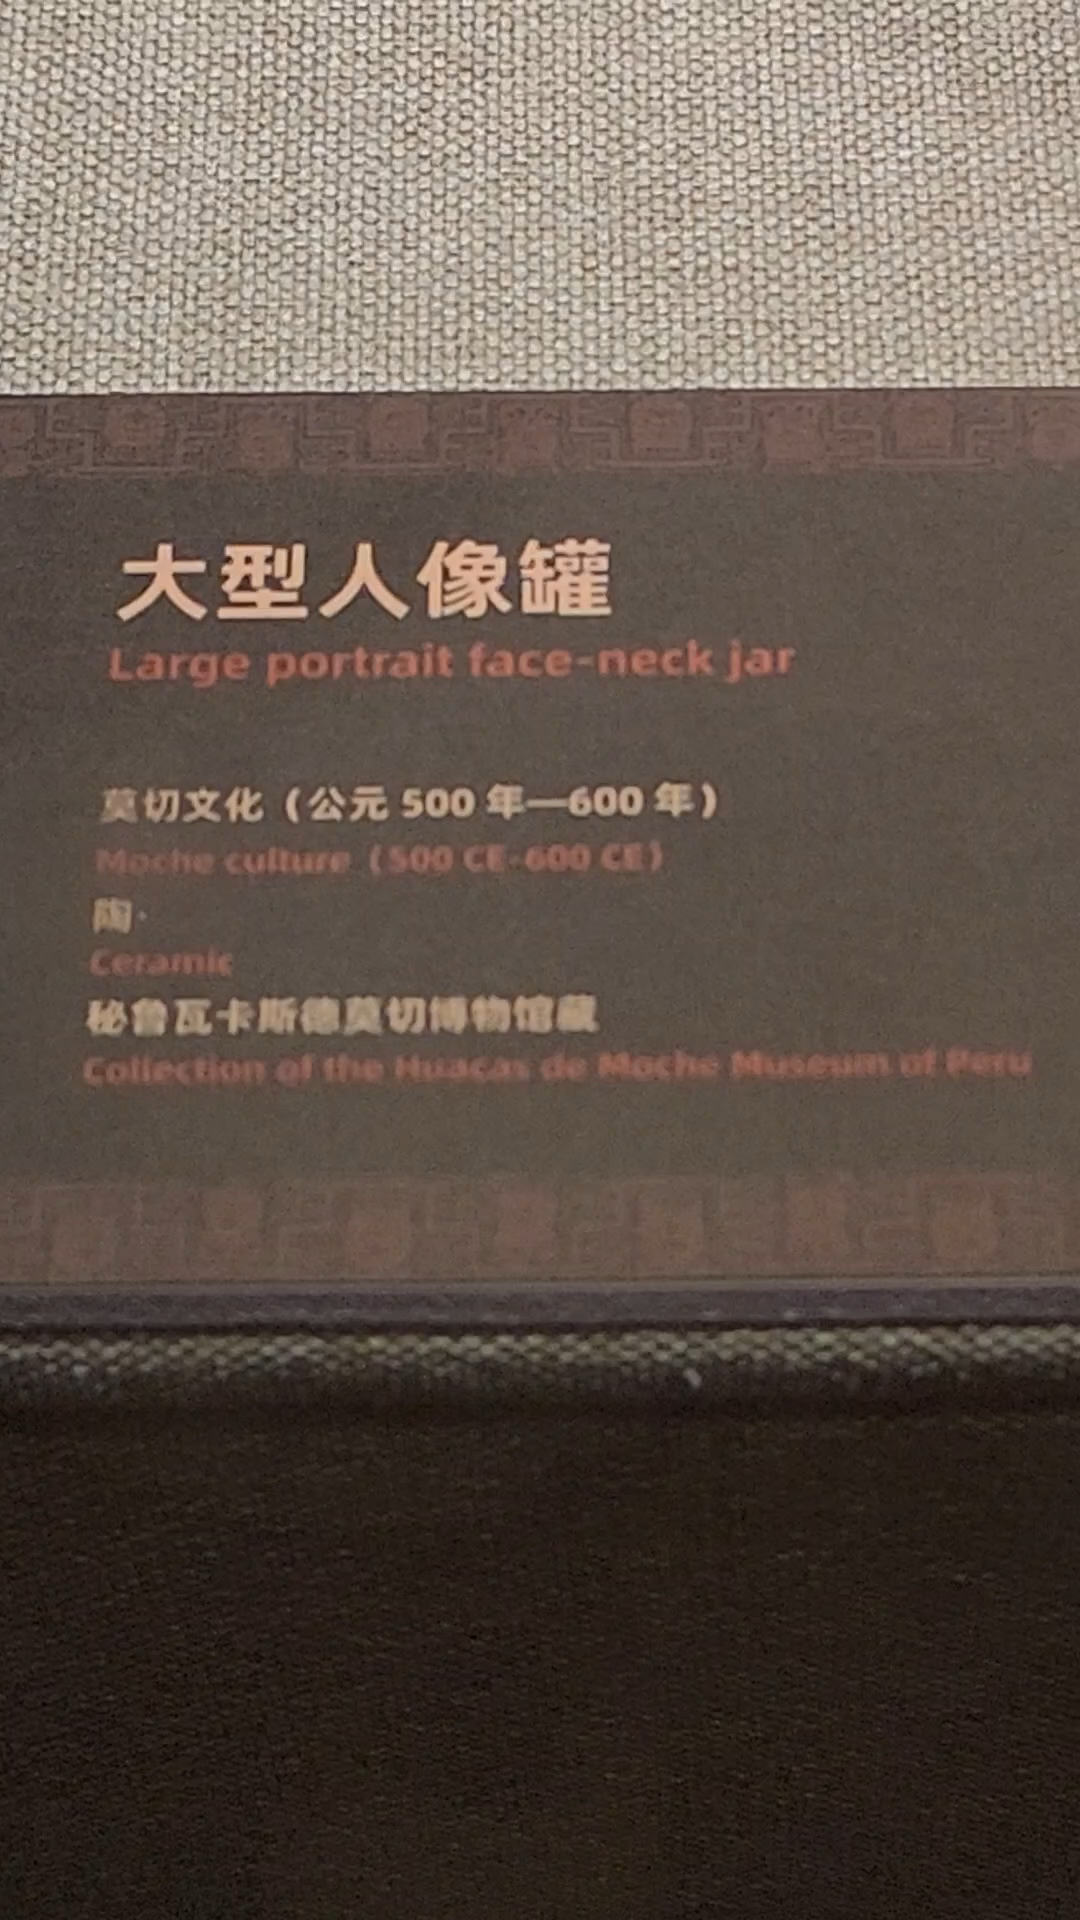 大型人像罐
Large portrait face-neck jar
莫切文化（公元 500 年—600 年）
Moche culture (500 CE-600 CE)
陶
Ceramic
秘鲁瓦卡斯德莫切博物馆藏
Collection of the Huacas de Moche Museum of Peru